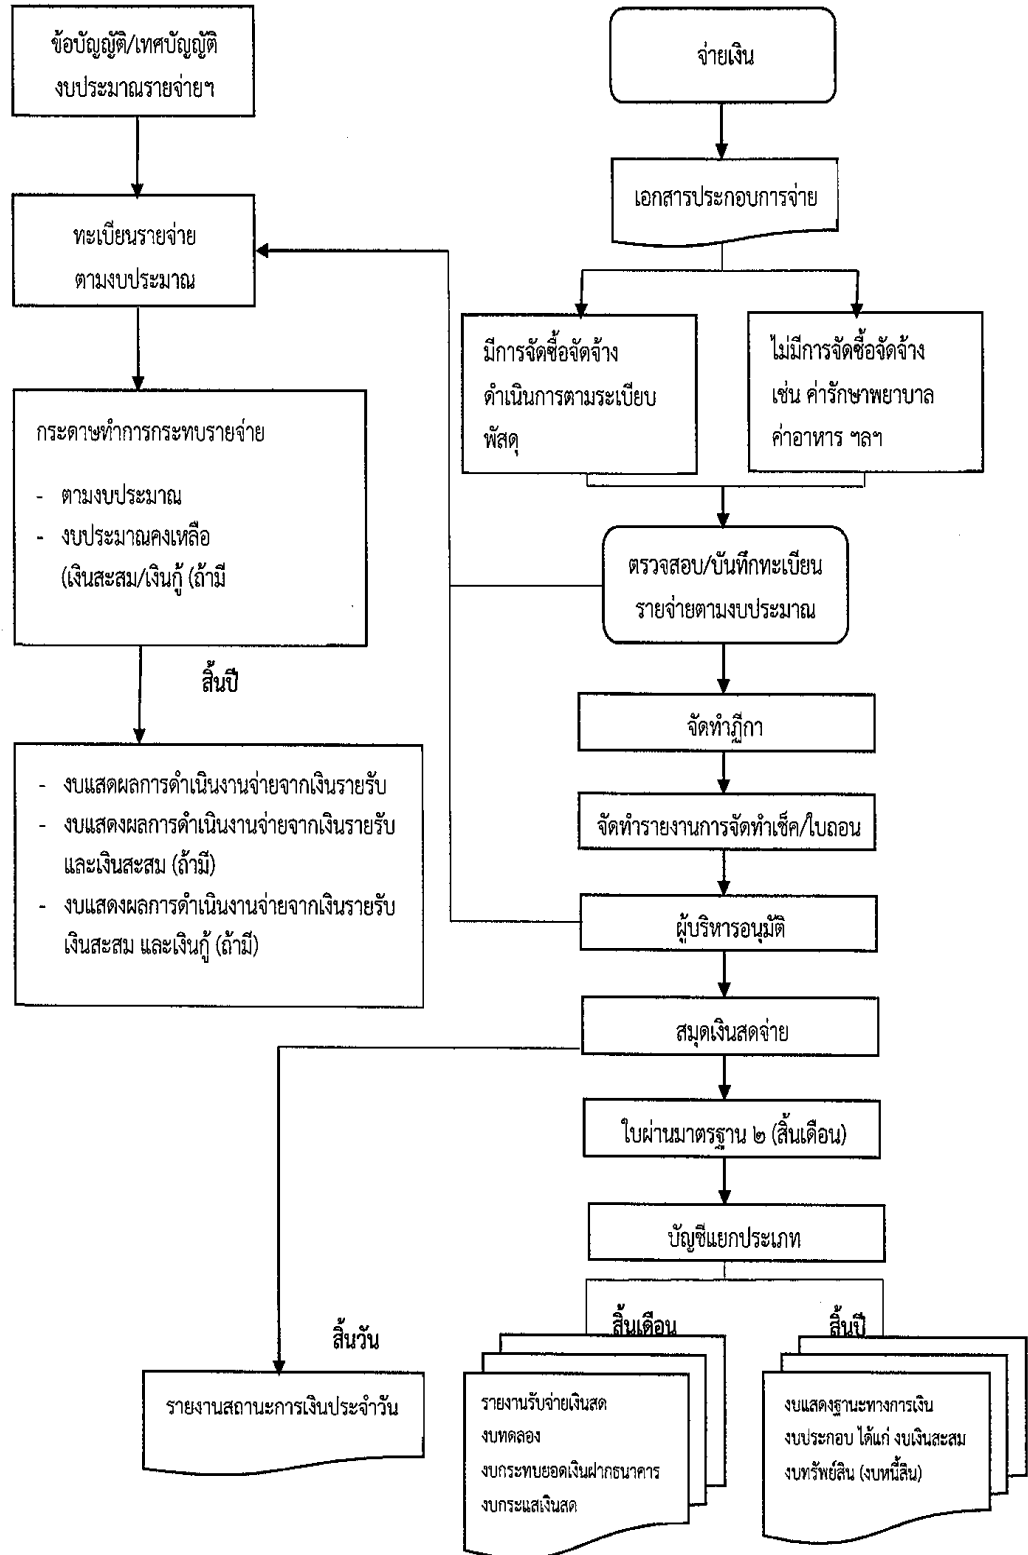 ข้อบัญญัติ/เทศบัญญัติ
งบประมาณรายจ่ายฯ
ทะเบียนรายจ่าย
ตามงบประมาณ
กระดาษทำการกระทบรายจ่าย
- ตามงบประมาณ
- งบประมาณคงเหลือ
(เงินสะสม/เงินกู้ (ถ้ามี
สิ้นปี
- งบแสดผลการดำเนินงานจ่ายจากเงินรายรับ
- งบแสดงผลการดำเนินงานจ่ายจากเงินรายรับ
และเงินสะสม (ถ้ามี)
- งบแสดงผลการดำเนินงานจ่ายจากเงินรายรับ
เงินสะสม และเงินกู้ (ถ้ามี)
จ่ายเงิน
เอกสารประกอบการจ่าย
มีการจัดซื้อจัดจ้าง
ดำเนินการตามระเบียบ
พัสดุ
ไม่มีการจัดซื้อจัดจ้าง
เช่น ค่ารักษาพยาบาล
ค่าอาหาร ฯลฯ
ตรวจสอบ/บันทึกทะเบียน
รายจ่ายตามงบประมาณ
จัดทำฎีกา
จัดทำรายงานการจัดทำเช็ค/ใบถอน
ผู้บริหารอนุมัติ
สมุดเงินสดจ่าย
ใบผ่านมาตรฐาน ๒ (สิ้นเดือน)
บัญชีแยกประเภท
สิ้นวัน
รายงานสถานะการเงินประจำวัน
สิ้นเดือน
รายงานรับจ่ายเงินสด
งบทดลอง
งบกระทบยอดเงินฝากธนาคาร
งบกระแสเงินสด
สิ้นปี
งบแสดงฐานะทางการเงิน
งบประกอบ ได้แก่ งบเงินสะสม
งบทรัพย์สิน (งบหนี้สิน)